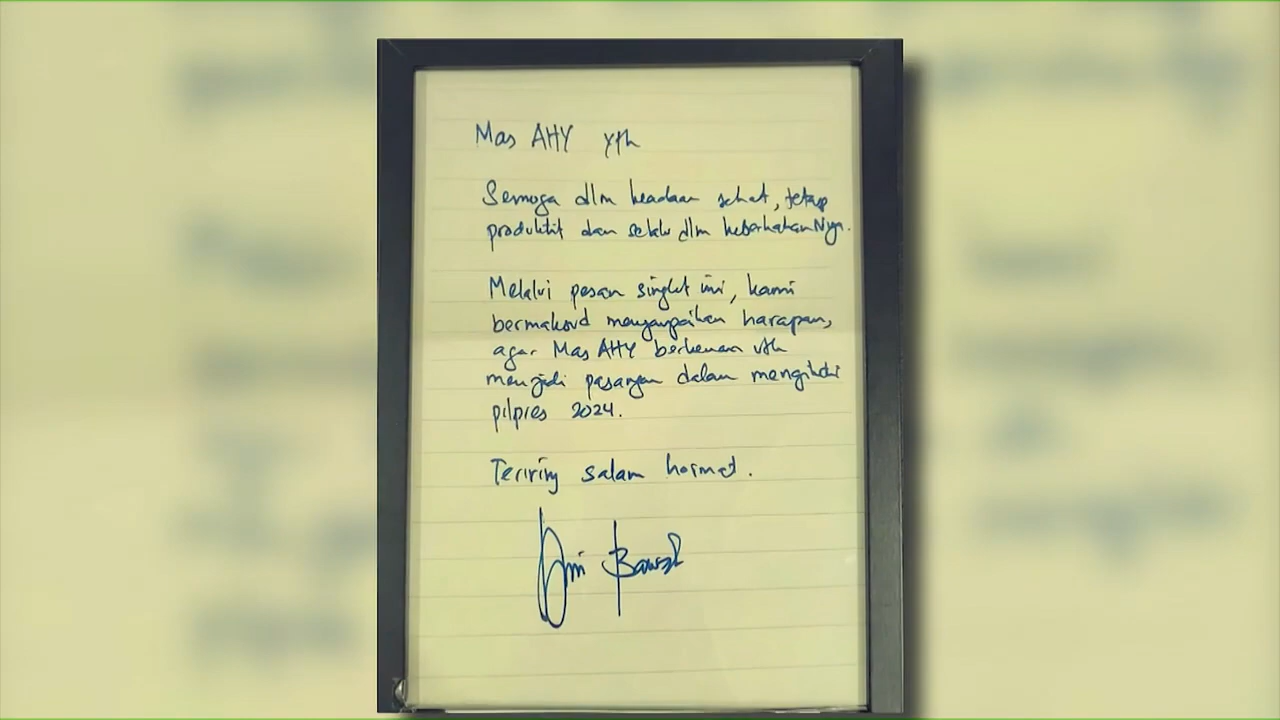 Mas AHY yth
Semoga dlm keadaan sehat, tetap
produktif dan selalu dlm keberkahanNya.
Melalui pesan singkat ini, kami
bermaksud menyampaikan harapan,
agar Mas AHY berkenan utk
menjadi pasangan dalam mengikuti
pilpres 2024.
Teriring salam hormat.